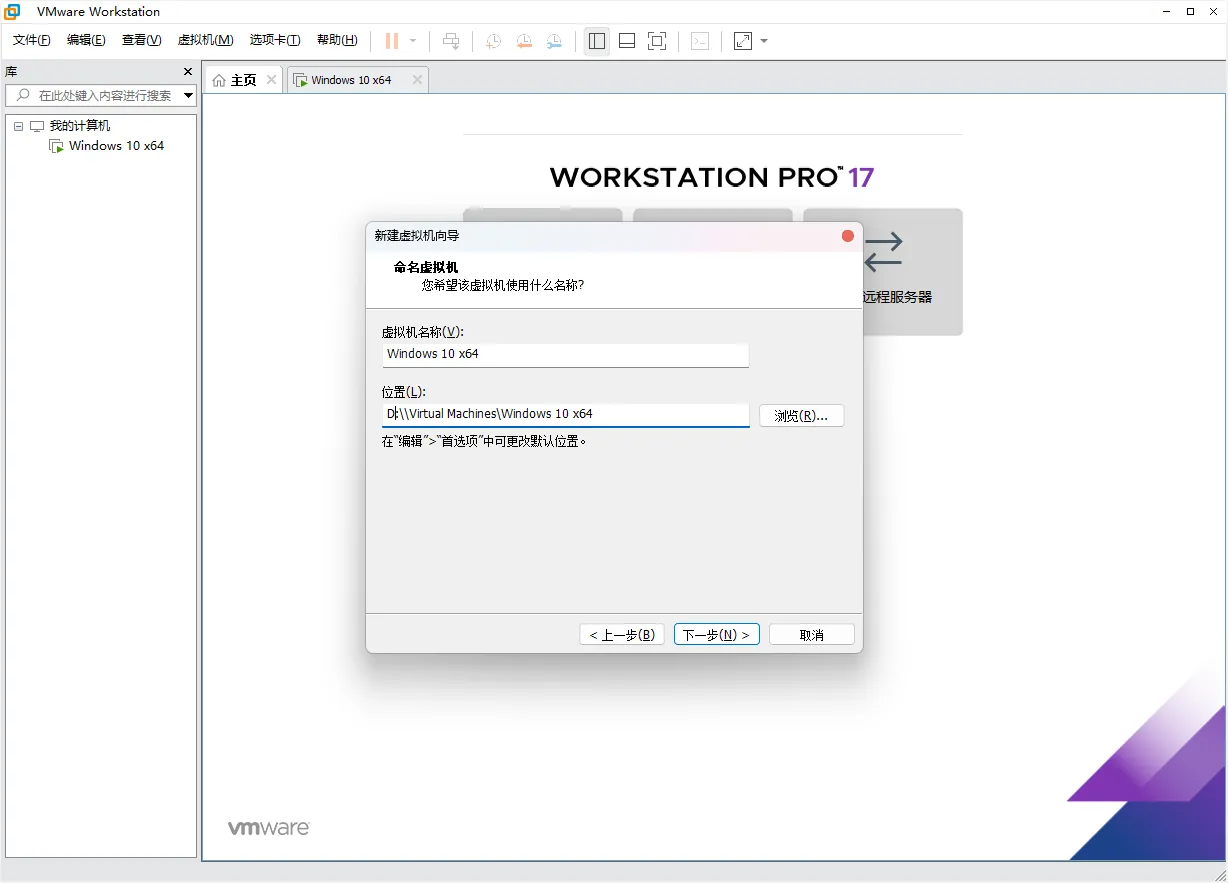 VMware Workstation
文件(F) 编辑(E) 查看(V) 虚拟机(M) 选项卡(T) 帮助(H)
库
在此处键入内容进行搜索
我的计算机
Windows 10 x64
主页 Windows 10 x64
WORKSTATION PRO™ 17
远程服务器
新建虚拟机向导
命名虚拟机
您希望该虚拟机使用什么名称?
虚拟机名称(V):
Windows 10 x64
位置(L):
D:\\Virtual Machines\Windows 10 x64
浏览(R)...
在“编辑”>“首选项”中可更改默认位置。
< 上一步(B) 下一步(N) > 取消
vmware